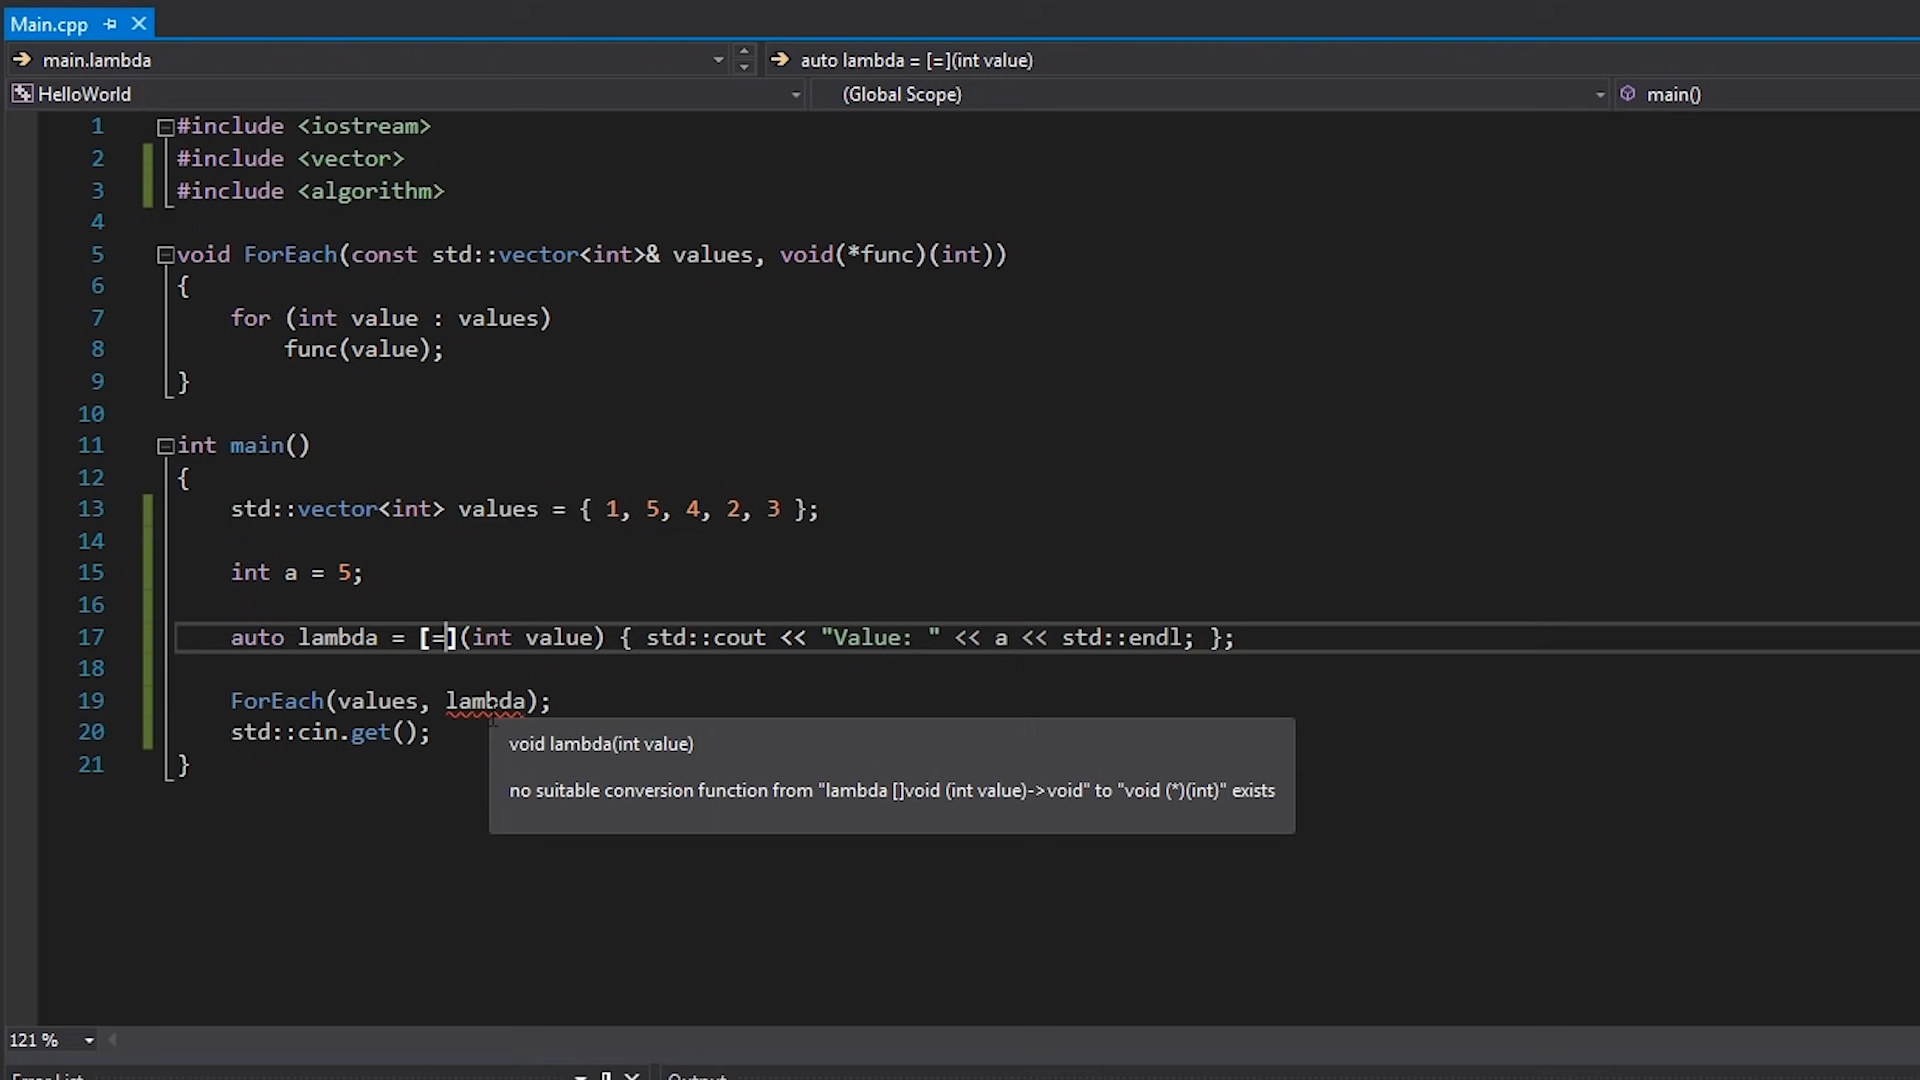 Main.cpp
main.lambda
auto lambda = [=](int value)
HelloWorld
(Global Scope)
main()
1 #include <iostream>
2 #include <vector>
3 #include <algorithm>
4
5 void ForEach(const std::vector<int>& values, void(*func)(int))
6 {
7 for (int value : values)
8 func(value);
9 }
10
11 int main()
12 {
13 std::vector<int> values = { 1, 5, 4, 2, 3 };
14
15 int a = 5;
16
17 auto lambda = [=](int value) { std::cout << "Value: " << a << std::endl; };
18
19 ForEach(values, lambda);
20 std::cin.get();
21 }
void lambda(int value)
no suitable conversion function from "lambda []void (int value)->void" to "void (*)(int)" exists
121 %
Error List
Output